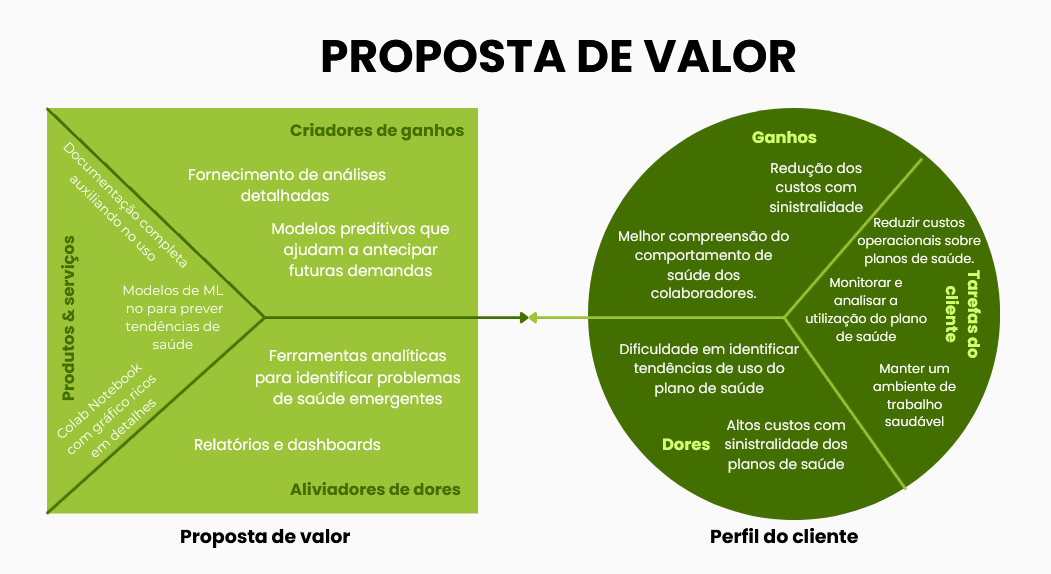 PROPOSTA DE VALOR
Criadores de ganhos
Fornecimento de análises
detalhadas
Modelos preditivos que
ajudam a antecipar
futuras demandas
Produtos & serviços
Documentação completa
auxiliando no uso
Modelos de ML
no para prever
tendências de
saúde
Colab Notebook
com gráfico ricos
em detalhes
Ferramentas analíticas
para identificar problemas
de saúde emergentes
Relatórios e dashboards
Aliviadores de dores
Proposta de valor
Ganhos
Redução dos
custos com
sinistralidade
Melhor compreensão do
comportamento de
saúde dos
colaboradores.
Tarefas do
cliente
Reduzir custos
operacionais sobre
planos de saúde.
Monitorar e
analisar a
utilização do plano
de saúde
Manter um
ambiente de
trabalho
saudável
Dificuldade em identificar
tendências de uso do
plano de saúde
Dores
Altos custos com
sinistralidade dos
planos de saúde
Perfil do cliente